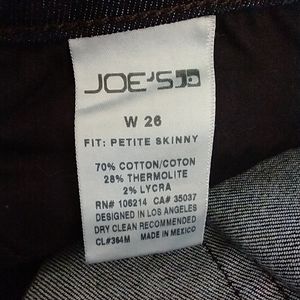 JOE'S
W 26
FIT: PETITE SKINNY
70% COTTON/COTON
28% THERMOLITE
2% LYCRA
RN# 106214 CA# 35037
DESIGNED IN LOS ANGELES
DRY CLEAN RECOMMENDED
CL#364M MADE IN MEXICO